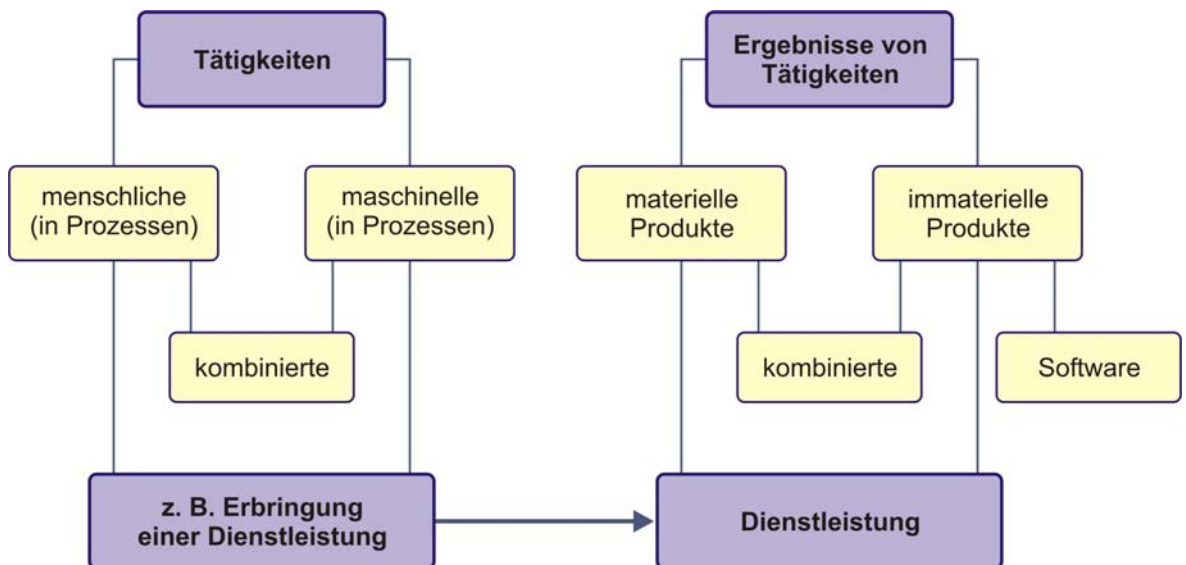 Tätigkeiten
Ergebnisse von
Tätigkeiten
menschliche
(in Prozessen)
maschinelle
(in Prozessen)
materielle
Produkte
immaterielle
Produkte
kombinierte
kombinierte
Software
z. B. Erbringung
einer Dienstleistung
Dienstleistung